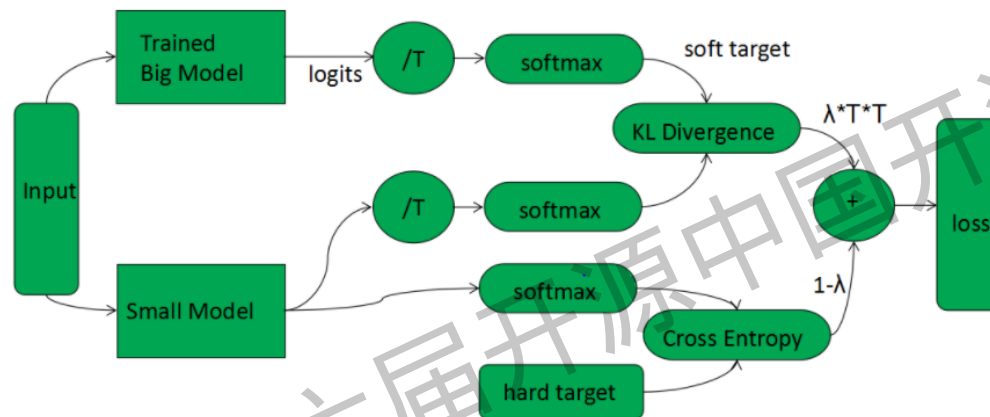 Trained
Big Model
logits
/T
softmax
soft target
KL Divergence
λ*T*T
Input
/T
softmax
+
loss
Small Model
softmax
1-λ
Cross Entropy
hard target
届开源中国开